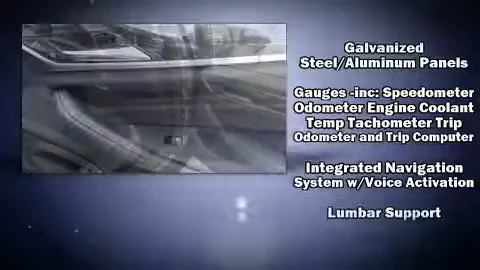 Galvanized
Steel/Aluminum Panels
Gauges -inc: Speedometer
Odometer Engine Coolant
Temp Tachometer Trip
Odometer and Trip Computer
Integrated Navigation
System w/Voice Activation
Lumbar Support